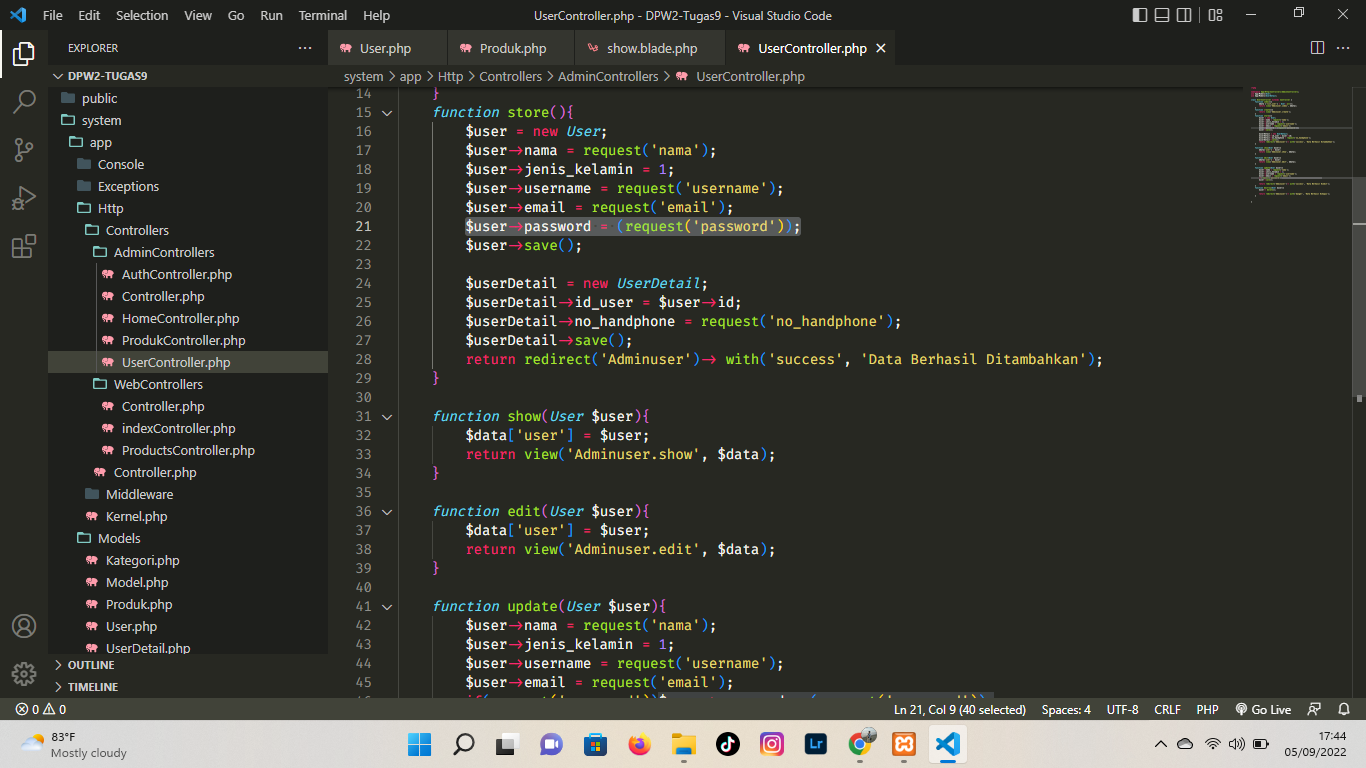 File Edit Selection View Go Run Terminal Help
UserController.php - DPW2-Tugas9 - Visual Studio Code
EXPLORER
User.php Produk.php show.blade.php UserController.php
DPW2-TUGAS9
system > app > Http > Controllers > AdminControllers > UserController.php
public
system
app
Console
Exceptions
Http
Controllers
AdminControllers
AuthController.php
Controller.php
HomeController.php
ProdukController.php
UserController.php
WebControllers
Controller.php
indexController.php
ProductsController.php
Controller.php
Middleware
Kernel.php
Models
Kategori.php
Model.php
Produk.php
User.php
UserDetail.php
OUTLINE
TIMELINE
14 }
15 function store(){
16 $user = new User;
17 $user->nama = request('nama');
18 $user->jenis_kelamin = 1;
19 $user->username = request('username');
20 $user->email = request('email');
21 $user->password = (request('password'));
22 $user->save();
23
24 $userDetail = new UserDetail;
25 $userDetail->id_user = $user->id;
26 $userDetail->no_handphone = request('no_handphone');
27 $userDetail->save();
28 return redirect('Adminuser')-> with('success', 'Data Berhasil Ditambahkan');
29 }
30
31 function show(User $user){
32 $data['user'] = $user;
33 return view('Adminuser.show', $data);
34 }
35
36 function edit(User $user){
37 $data['user'] = $user;
38 return view('Adminuser.edit', $data);
39 }
40
41 function update(User $user){
42 $user->nama = request('nama');
43 $user->jenis_kelamin = 1;
44 $user->username = request('username');
45 $user->email = request('email');
0 0
Ln 21, Col 9 (40 selected) Spaces: 4 UTF-8 CRLF PHP Go Live
83°F
Mostly cloudy
Lr
17:44
05/09/2022